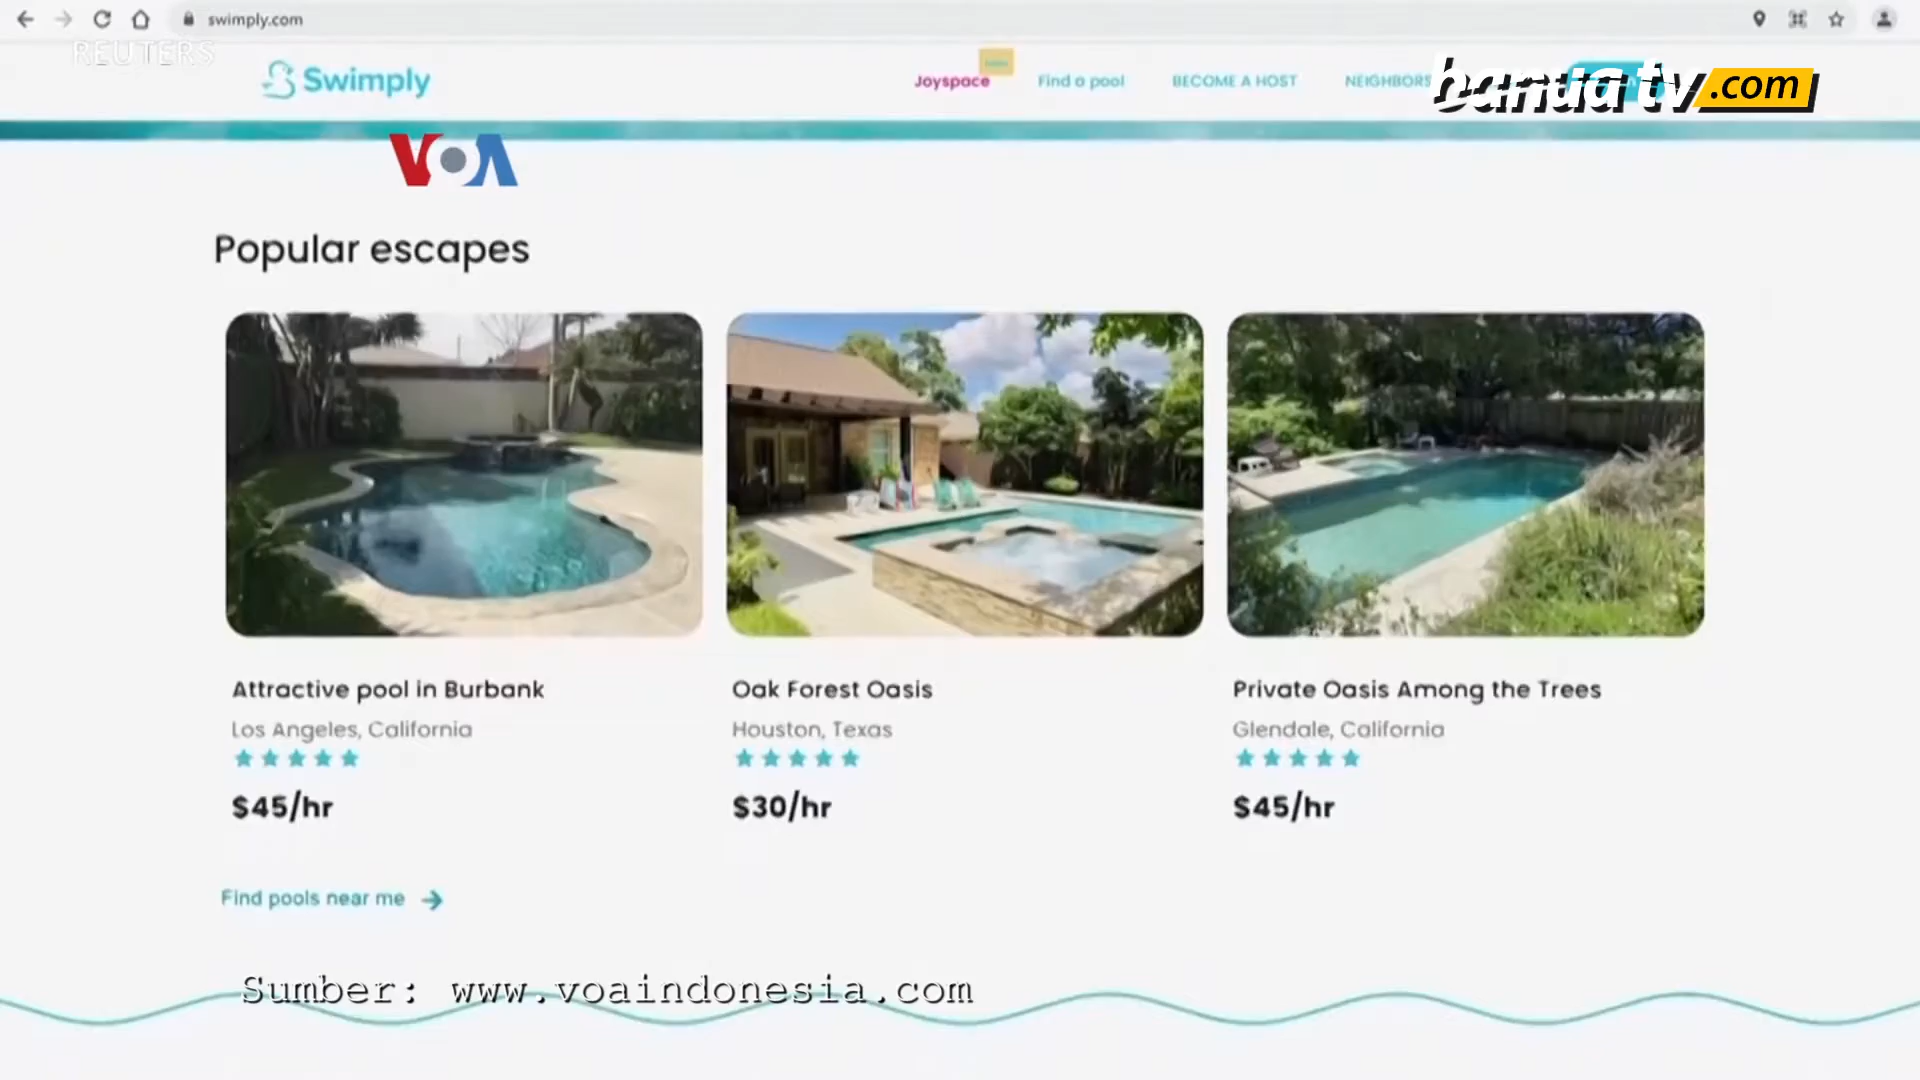 swimply.com
REUTERS
Swimply
Joyspace
Find a pool
BECOME A HOST
NEIGHBORS
banua tv.com
VOA
Popular escapes
Attractive pool in Burbank
Los Angeles, California
$45/hr
Oak Forest Oasis
Houston, Texas
$30/hr
Private Oasis Among the Trees
Glendale, California
$45/hr
Find pools near me
Sumber: www.voaindonesia.com